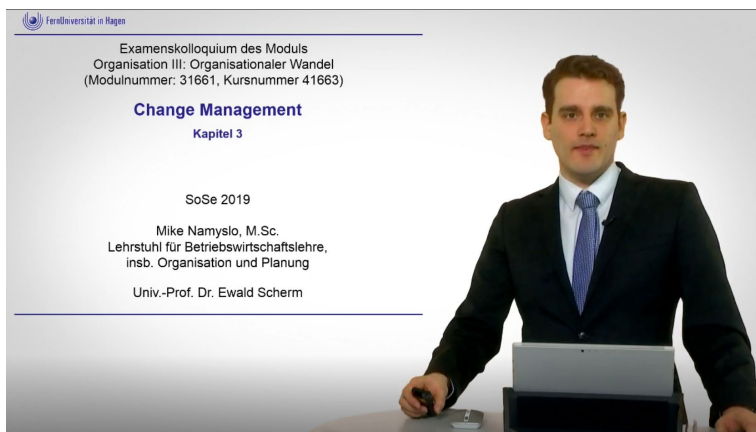 FernUniversität in Hagen
Examenskolloquium des Moduls
Organisation III: Organisationaler Wandel
(Modulnummer: 31661, Kursnummer 41663)
Change Management
Kapitel 3
SoSe 2019
Mike Namyslo, M.Sc.
Lehrstuhl für Betriebswirtschaftslehre,
insb. Organisation und Planung
Univ.-Prof. Dr. Ewald Scherm